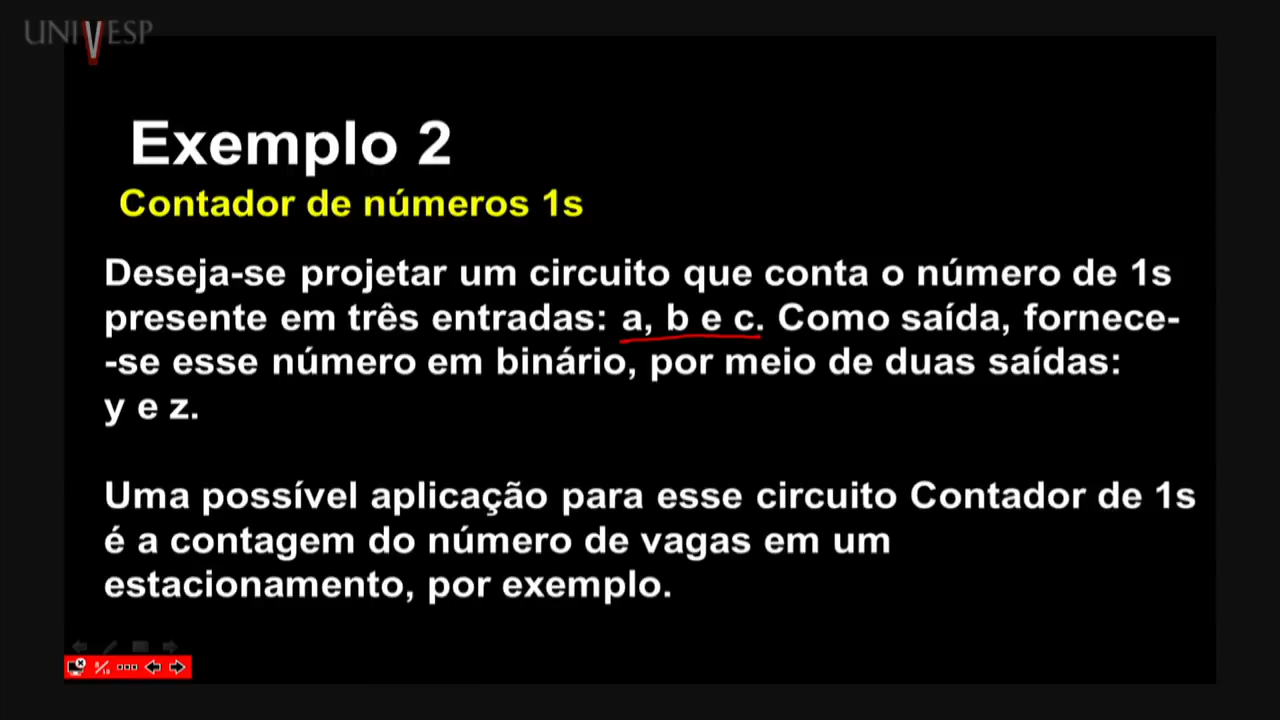 UNIVESP
Exemplo 2
Contador de números 1s
Deseja-se projetar um circuito que conta o número de 1s
presente em três entradas: a, b e c. Como saída, fornece-
-se esse número em binário, por meio de duas saídas:
y e z.
Uma possível aplicação para esse circuito Contador de 1s
é a contagem do número de vagas em um
estacionamento, por exemplo.